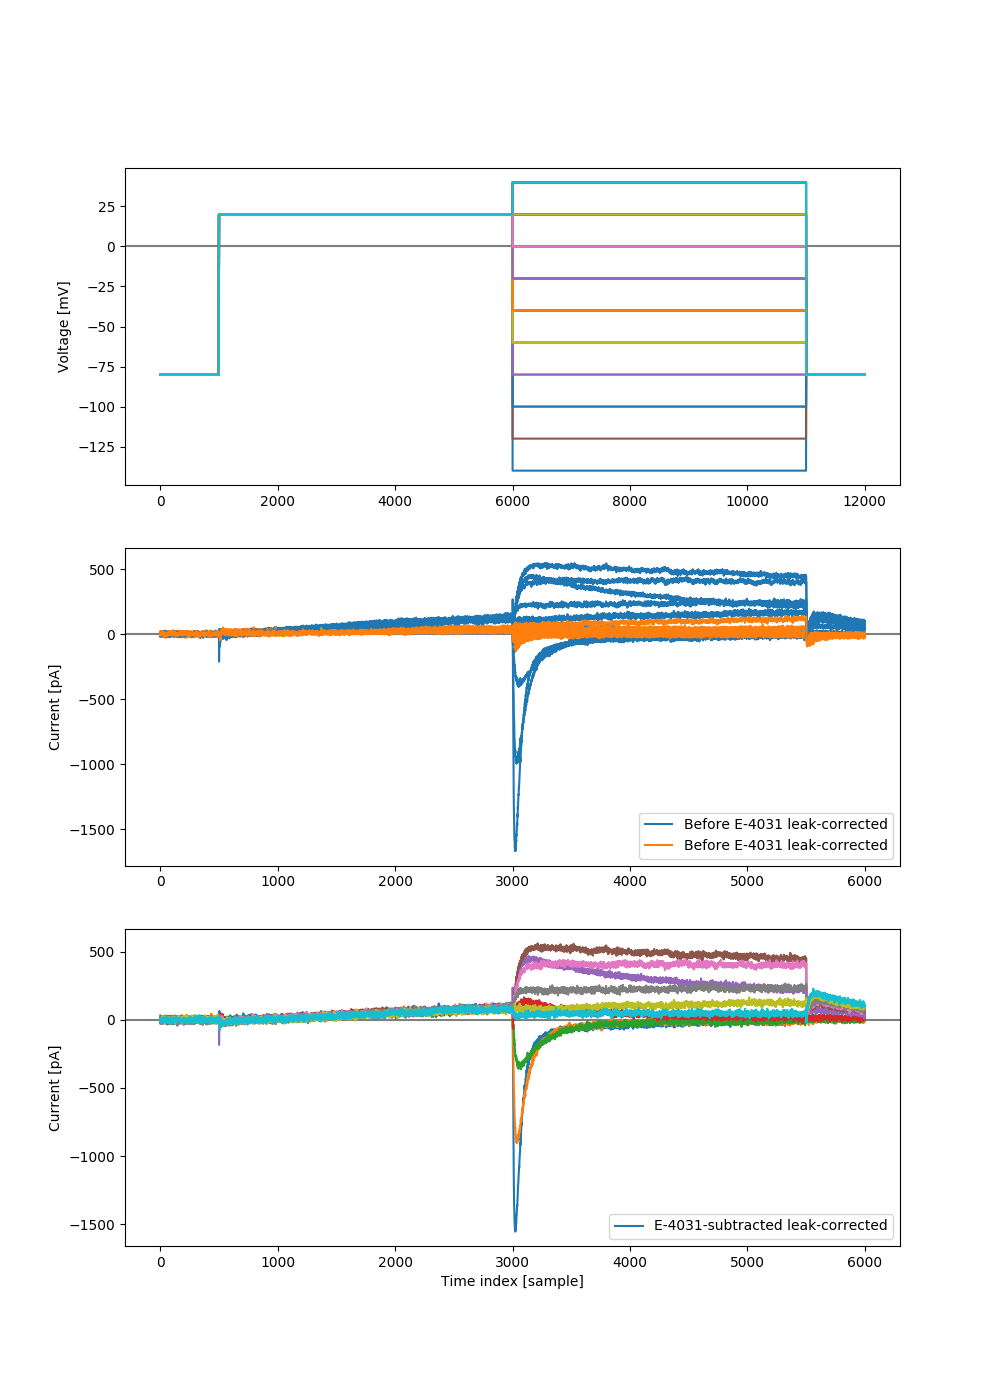 25
0
−25
−50
−75
−100
−125
Voltage [mV]
0 2000 4000 6000 8000 10000 12000
500
0
−500
−1000
−1500
Current [pA]
Before E-4031 leak-corrected
Before E-4031 leak-corrected
0 1000 2000 3000 4000 5000 6000
500
0
−500
−1000
−1500
Current [pA]
E-4031-subtracted leak-corrected
0 1000 2000 3000 4000 5000 6000
Time index [sample]